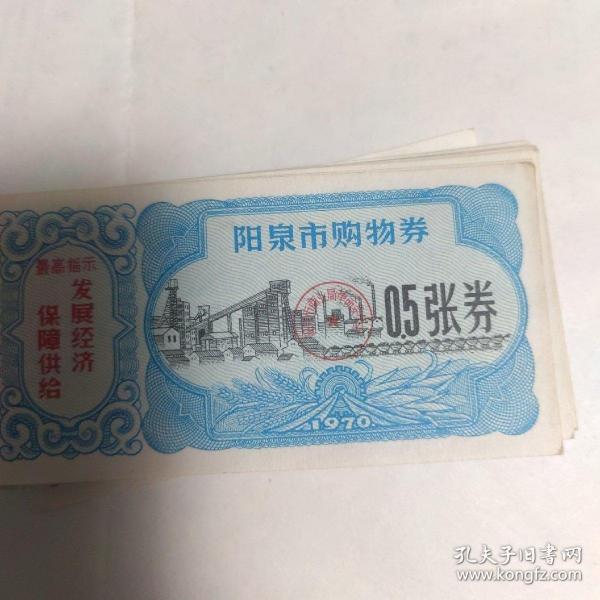 阳泉市购物券
最高指示
发展经济
保障供给
0.5张券
1970
孔夫子旧书网
www.kongfz.com